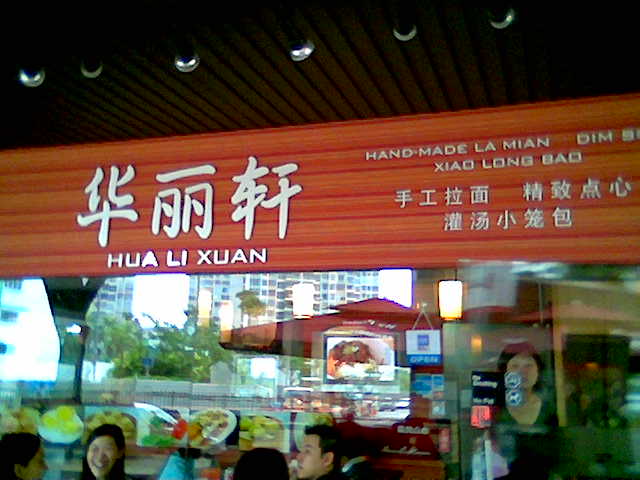 华丽轩
HUA LI XUAN
HAND-MADE LA MIAN DIM
XIAO LONG BAO
手工拉面 精致点心
灌汤小笼包
OPEN